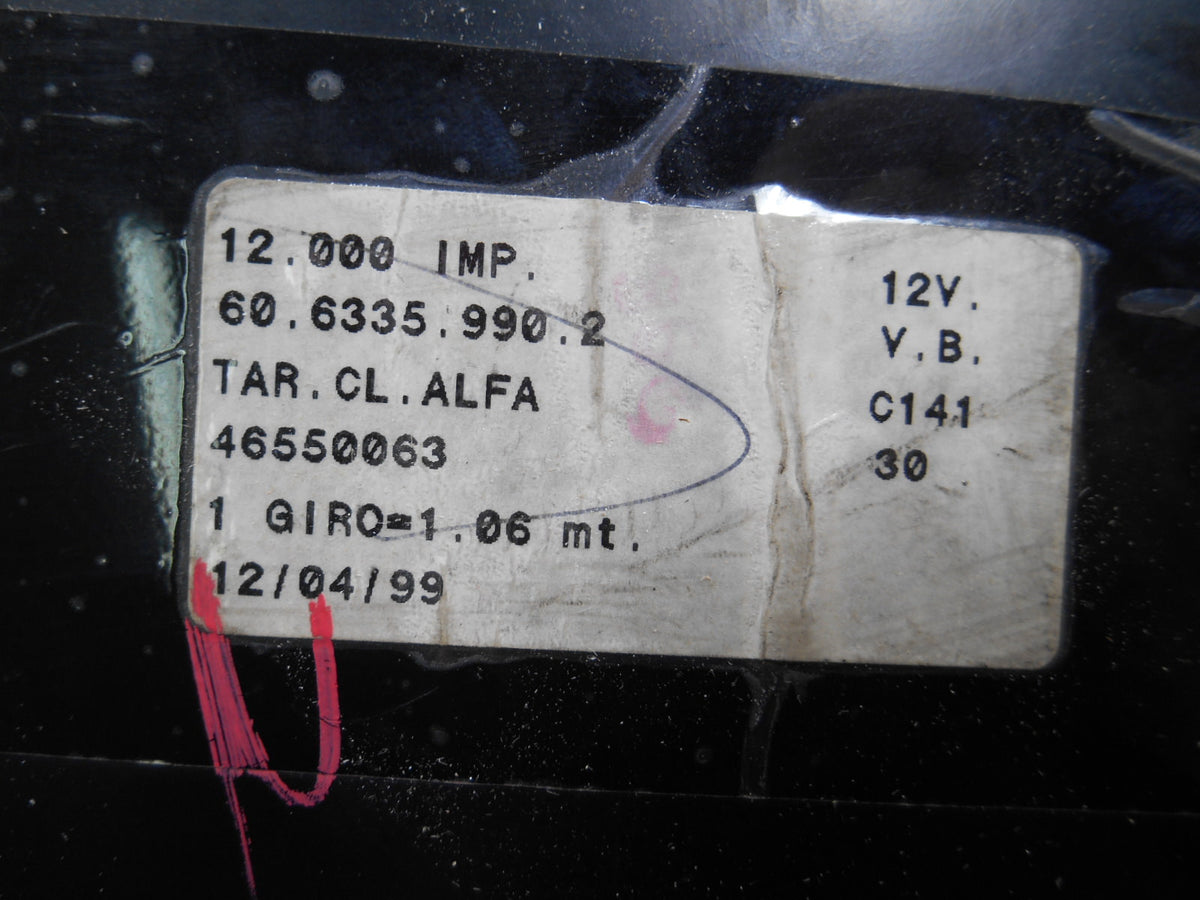 12.000 IMP.
60.6335.990.2
TAR.CL.ALFA
46550063
1 GIRO=1.06 mt.
12/04/99
12V.
V.B.
C141
30